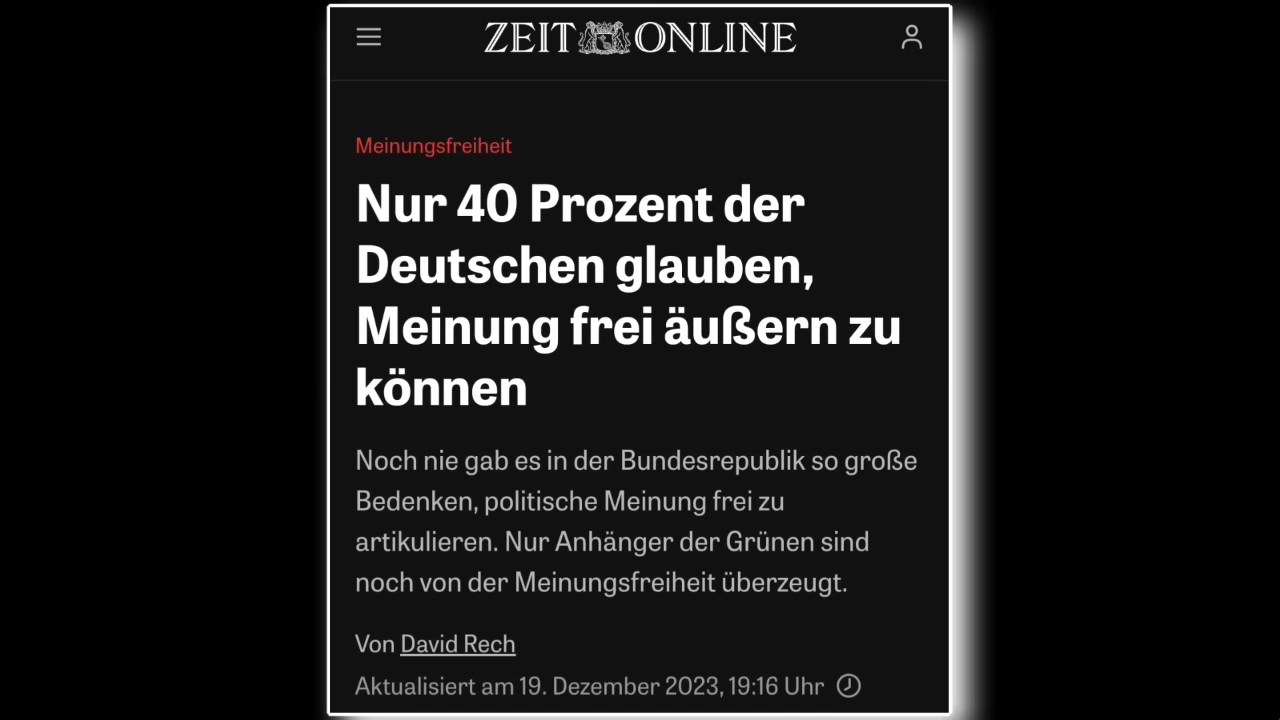 ZEIT ONLINE
Meinungsfreiheit
Nur 40 Prozent der
Deutschen glauben,
Meinung frei äußern zu
können
Noch nie gab es in der Bundesrepublik so große
Bedenken, politische Meinung frei zu
artikulieren. Nur Anhänger der Grünen sind
noch von der Meinungsfreiheit überzeugt.
Von David Rech
Aktualisiert am 19. Dezember 2023, 19:16 Uhr